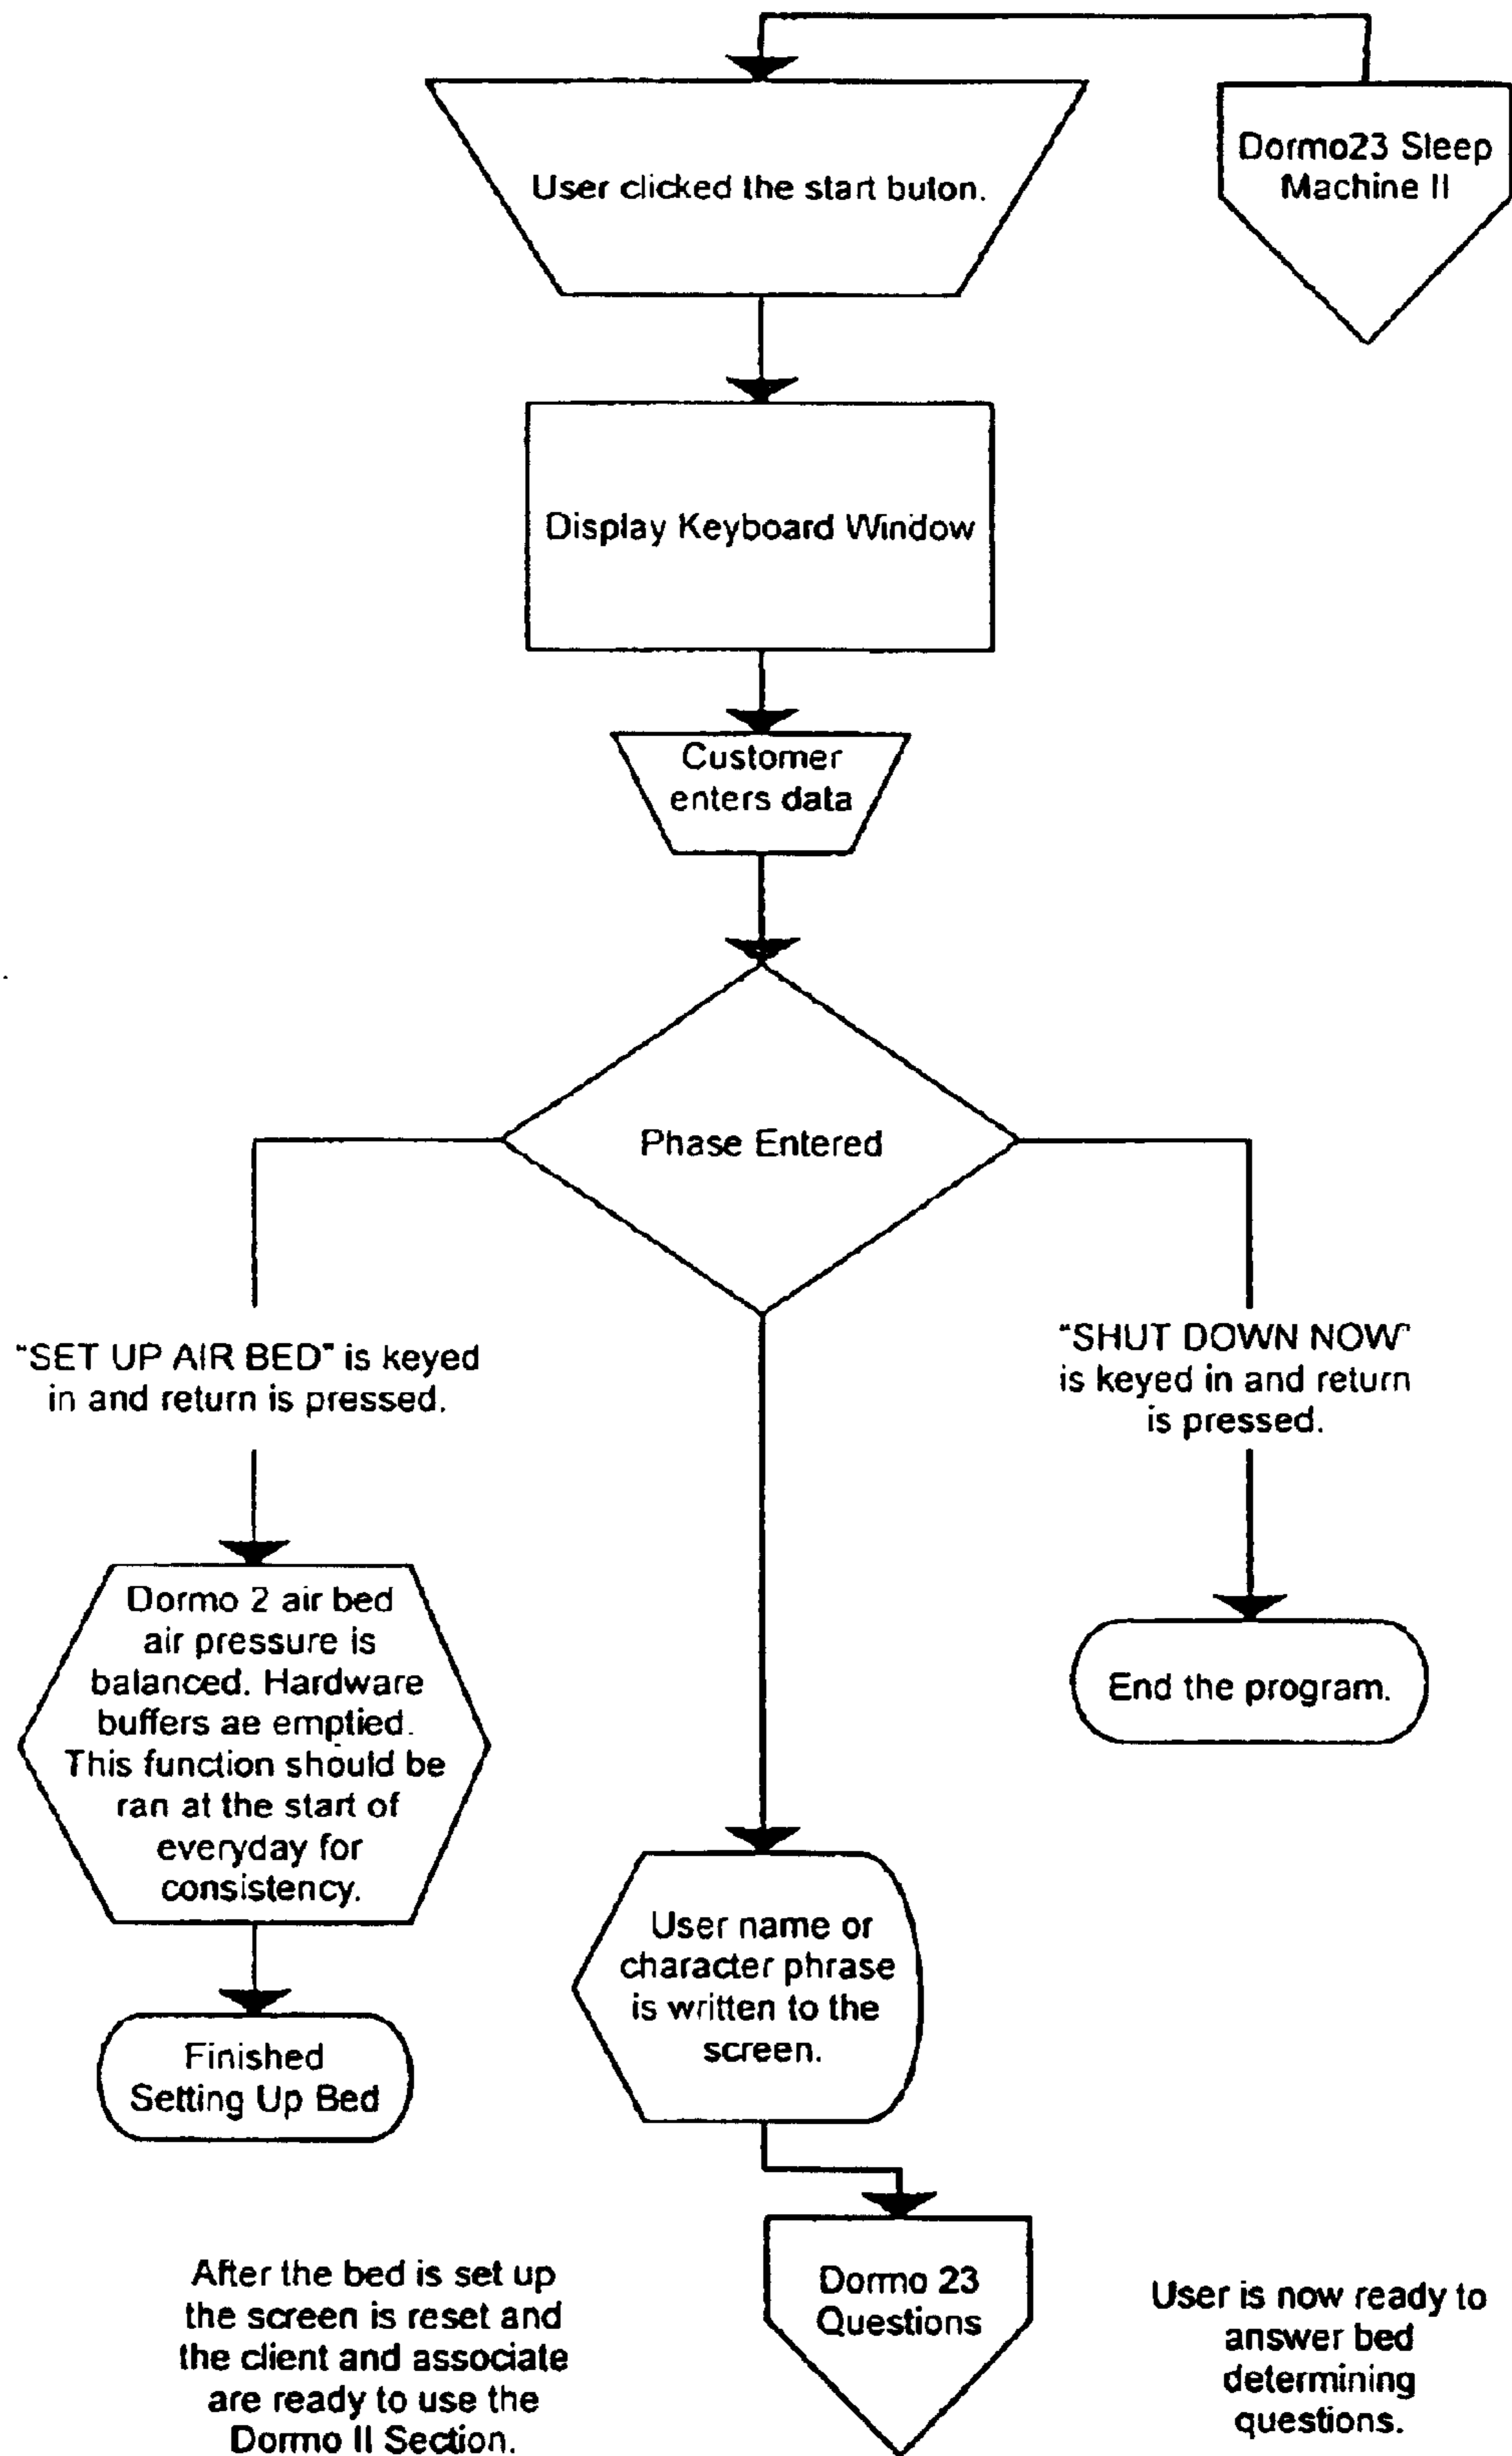 Dormo23 Sleep
Machine II
User clicked the start buton.
Display Keyboard Window
Customer
enters data
Phase Entered
"SET UP AIR BED" is keyed
in and return is pressed.
"SHUT DOWN NOW"
is keyed in and return
is pressed.
Dormo 2 air bed
air pressure is
balanced. Hardware
buffers ae emptied.
This function should be
ran at the start of
everyday for
consistency.
End the program.
User name or
character phrase
is written to the
screen.
Finished
Setting Up Bed
After the bed is set up
the screen is reset and
the client and associate
are ready to use the
Dormo II Section.
Dormo 23
Questions
User is now ready to
answer bed
determining
questions.